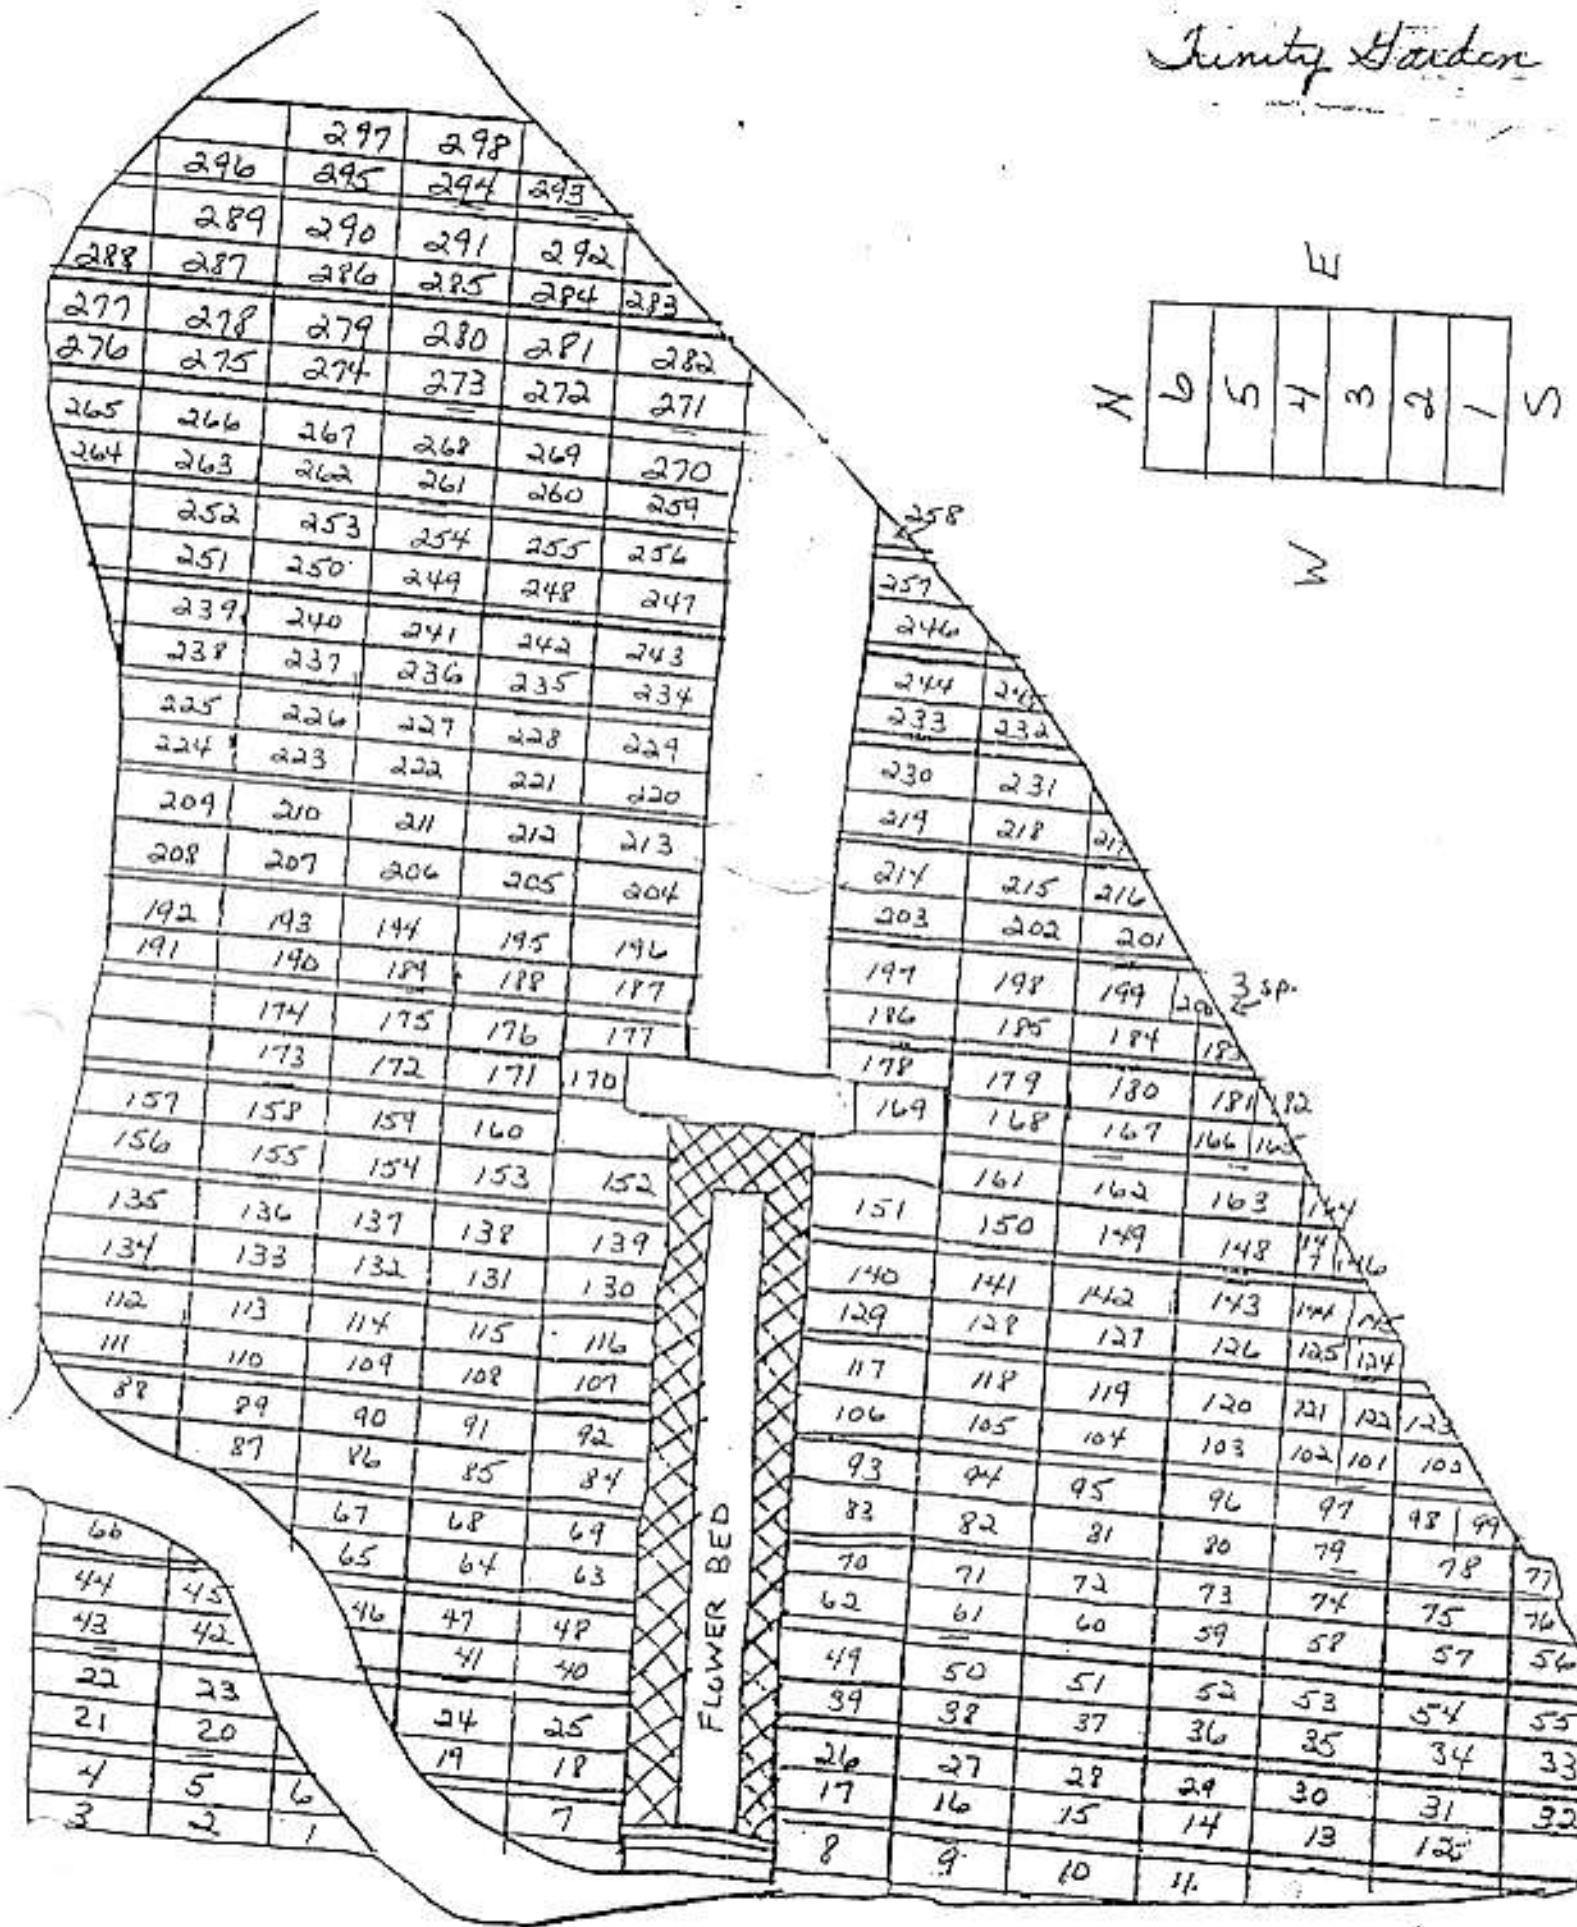 Trinity Garden
297 298
296 295 294 293
289 290 291 292
288 287 286 285 284 283
277 278 279 280 281 282
276 275 274 273 272 271
265 266 267 268 269 270
264 263 262 261 260 259
252 253 254 255 256 258
251 250 249 248 247 257
239 240 241 242 243 246
238 237 236 235 234 244 245
225 226 227 228 229 233 232
224 223 222 221 220 230 231
209 210 211 212 213 219 218 217
208 207 206 205 204 214 215 216
203 202 201
192 193 194 195 196 197 198 199 200 3 sp.
191 190 189 188 187 186 185 184 183
174 175 176 177 178 179 180 181 182
173 172 171 170 169 168 167 166 165
157 158 159 160 161 162 163 164
156 155 154 153 152 151 150 149 148 147 146
135 136 137 138 139 140 141 142 143 144 145
134 133 132 131 130 129 128 127 126 125 124
112 113 114 115 116 117 118 119 120 121 122 123
111 110 109 108 107 106 105 104 103 102 101 100
88 89 90 91 92 93 94 95 96 97 98 99
87 86 85 84 83 82 81 80 79 78 77
67 68 69 70 71 72 73 74 75 76
66 65 64 63 62 61 60 59 58 57 56
44 45 46 47 48 49 50 51 52 53 54 55
43 42 41 40 39 38 37 36 35 34 33
22 23 24 25 26 27 28 29 30 31 32
21 20 19 18 17 16 15 14 13 12
4 5 6 7 8 9 10 11
3 2 1
FLOWER BED
E
N 6 5 4 3 2 1 S
W